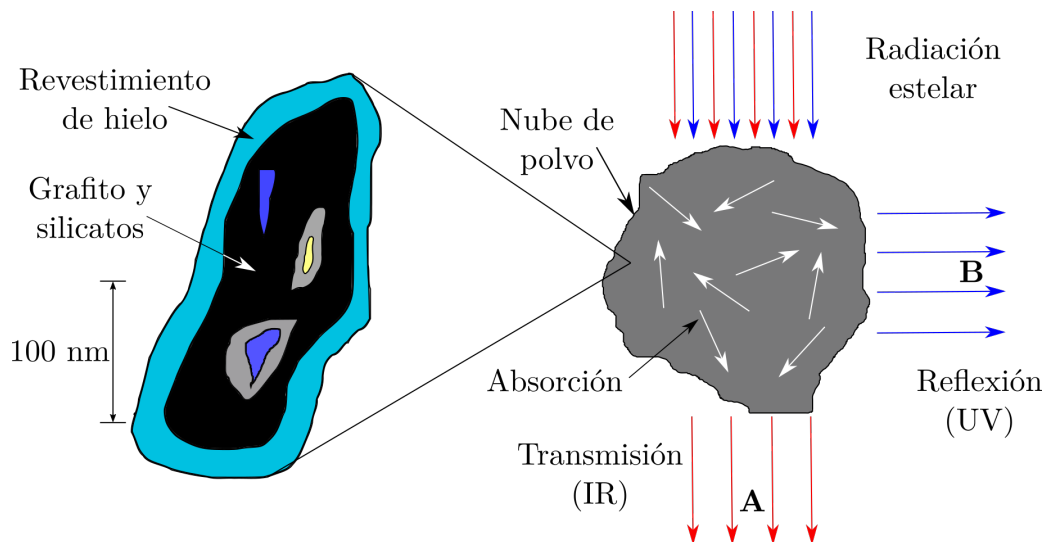 Revestimiento
de hielo
Grafito y
silicatos
100 nm
Nube de
polvo
Radiación
estelar
B
Absorción
Reflexión
(UV)
Transmisión
(IR)
A